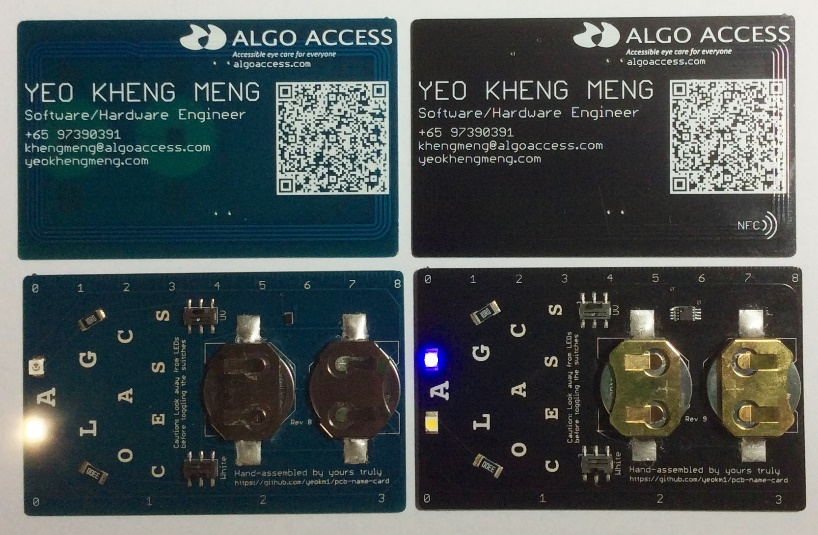 ALGO ACCESS
Accessible eye care for everyone
algoaccess.com
YEO KHENG MENG
Software/Hardware Engineer
+65 97390391
khengmeng@algoaccess.com
yeokhengmeng.com
ALGO ACCESS
Accessible eye care for everyone
algoaccess.com
YEO KHENG MENG
Software/Hardware Engineer
+65 97390391
khengmeng@algoaccess.com
yeokhengmeng.com
NFC
0 1 2 3 4 5 6 7 8
UV
A L G O A C C E S S
Caution: Look away from LEDs
before toggling the switches
Rev 8
White
Hand-assembled by yours truly
https://github.com/yeokm1/pcb-name-card
0 1 2 3
0 1 2 3 4 5 6 7 8
UV
A L G O A C C E S S
Caution: Look away from LEDs
before toggling the switches
Rev 9
White
Hand-assembled by yours truly
https://github.com/yeokm1/pcb-name-card
0 1 2 3